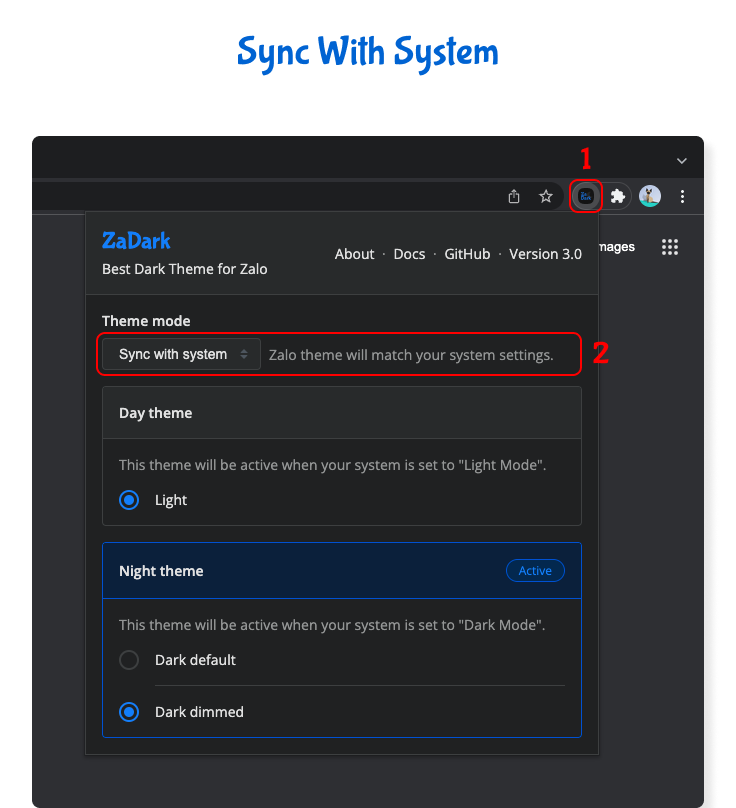 Sync With System
1
ZaDark
Best Dark Theme for Zalo
About · Docs · GitHub · Version 3.0
mages
Theme mode
Sync with system
Zalo theme will match your system settings.
2
Day theme
This theme will be active when your system is set to "Light Mode".
Light
Night theme
Active
This theme will be active when your system is set to "Dark Mode".
Dark default
Dark dimmed